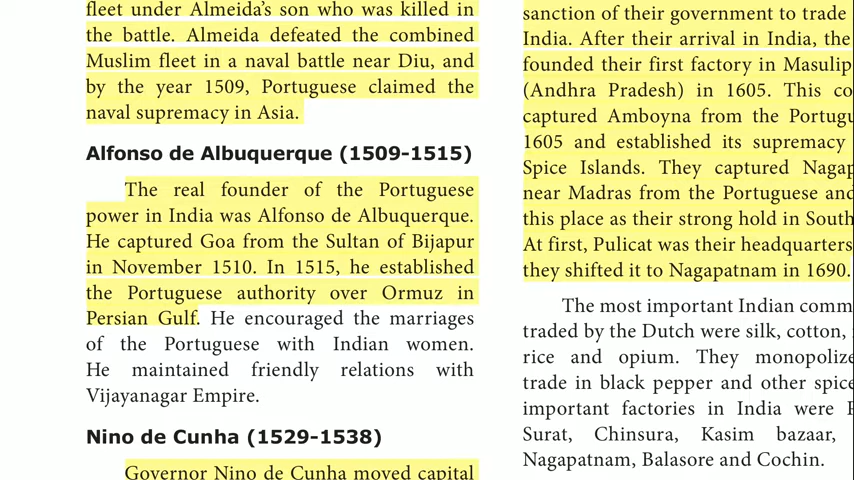 fleet under Almeida's son who was killed in
the battle. Almeida defeated the combined
Muslim fleet in a naval battle near Diu, and
by the year 1509, Portuguese claimed the
naval supremacy in Asia.
Alfonso de Albuquerque (1509-1515)
The real founder of the Portuguese
power in India was Alfonso de Albuquerque.
He captured Goa from the Sultan of Bijapur
in November 1510. In 1515, he established
the Portuguese authority over Ormuz in
Persian Gulf. He encouraged the marriages
of the Portuguese with Indian women.
He maintained friendly relations with
Vijayanagar Empire.
Nino de Cunha (1529-1538)
Governor Nino de Cunha moved capital
sanction of their government to trade
India. After their arrival in India, the
founded their first factory in Masulip
(Andhra Pradesh) in 1605. This co
captured Amboyna from the Portugu
1605 and established its supremacy
Spice Islands. They captured Nagap
near Madras from the Portuguese and
this place as their strong hold in South
At first, Pulicat was their headquarters
they shifted it to Nagapatnam in 1690.
The most important Indian comm
traded by the Dutch were silk, cotton,
rice and opium. They monopolize
trade in black pepper and other spice
important factories in India were
Surat, Chinsura, Kasim bazaar,
Nagapatnam, Balasore and Cochin.